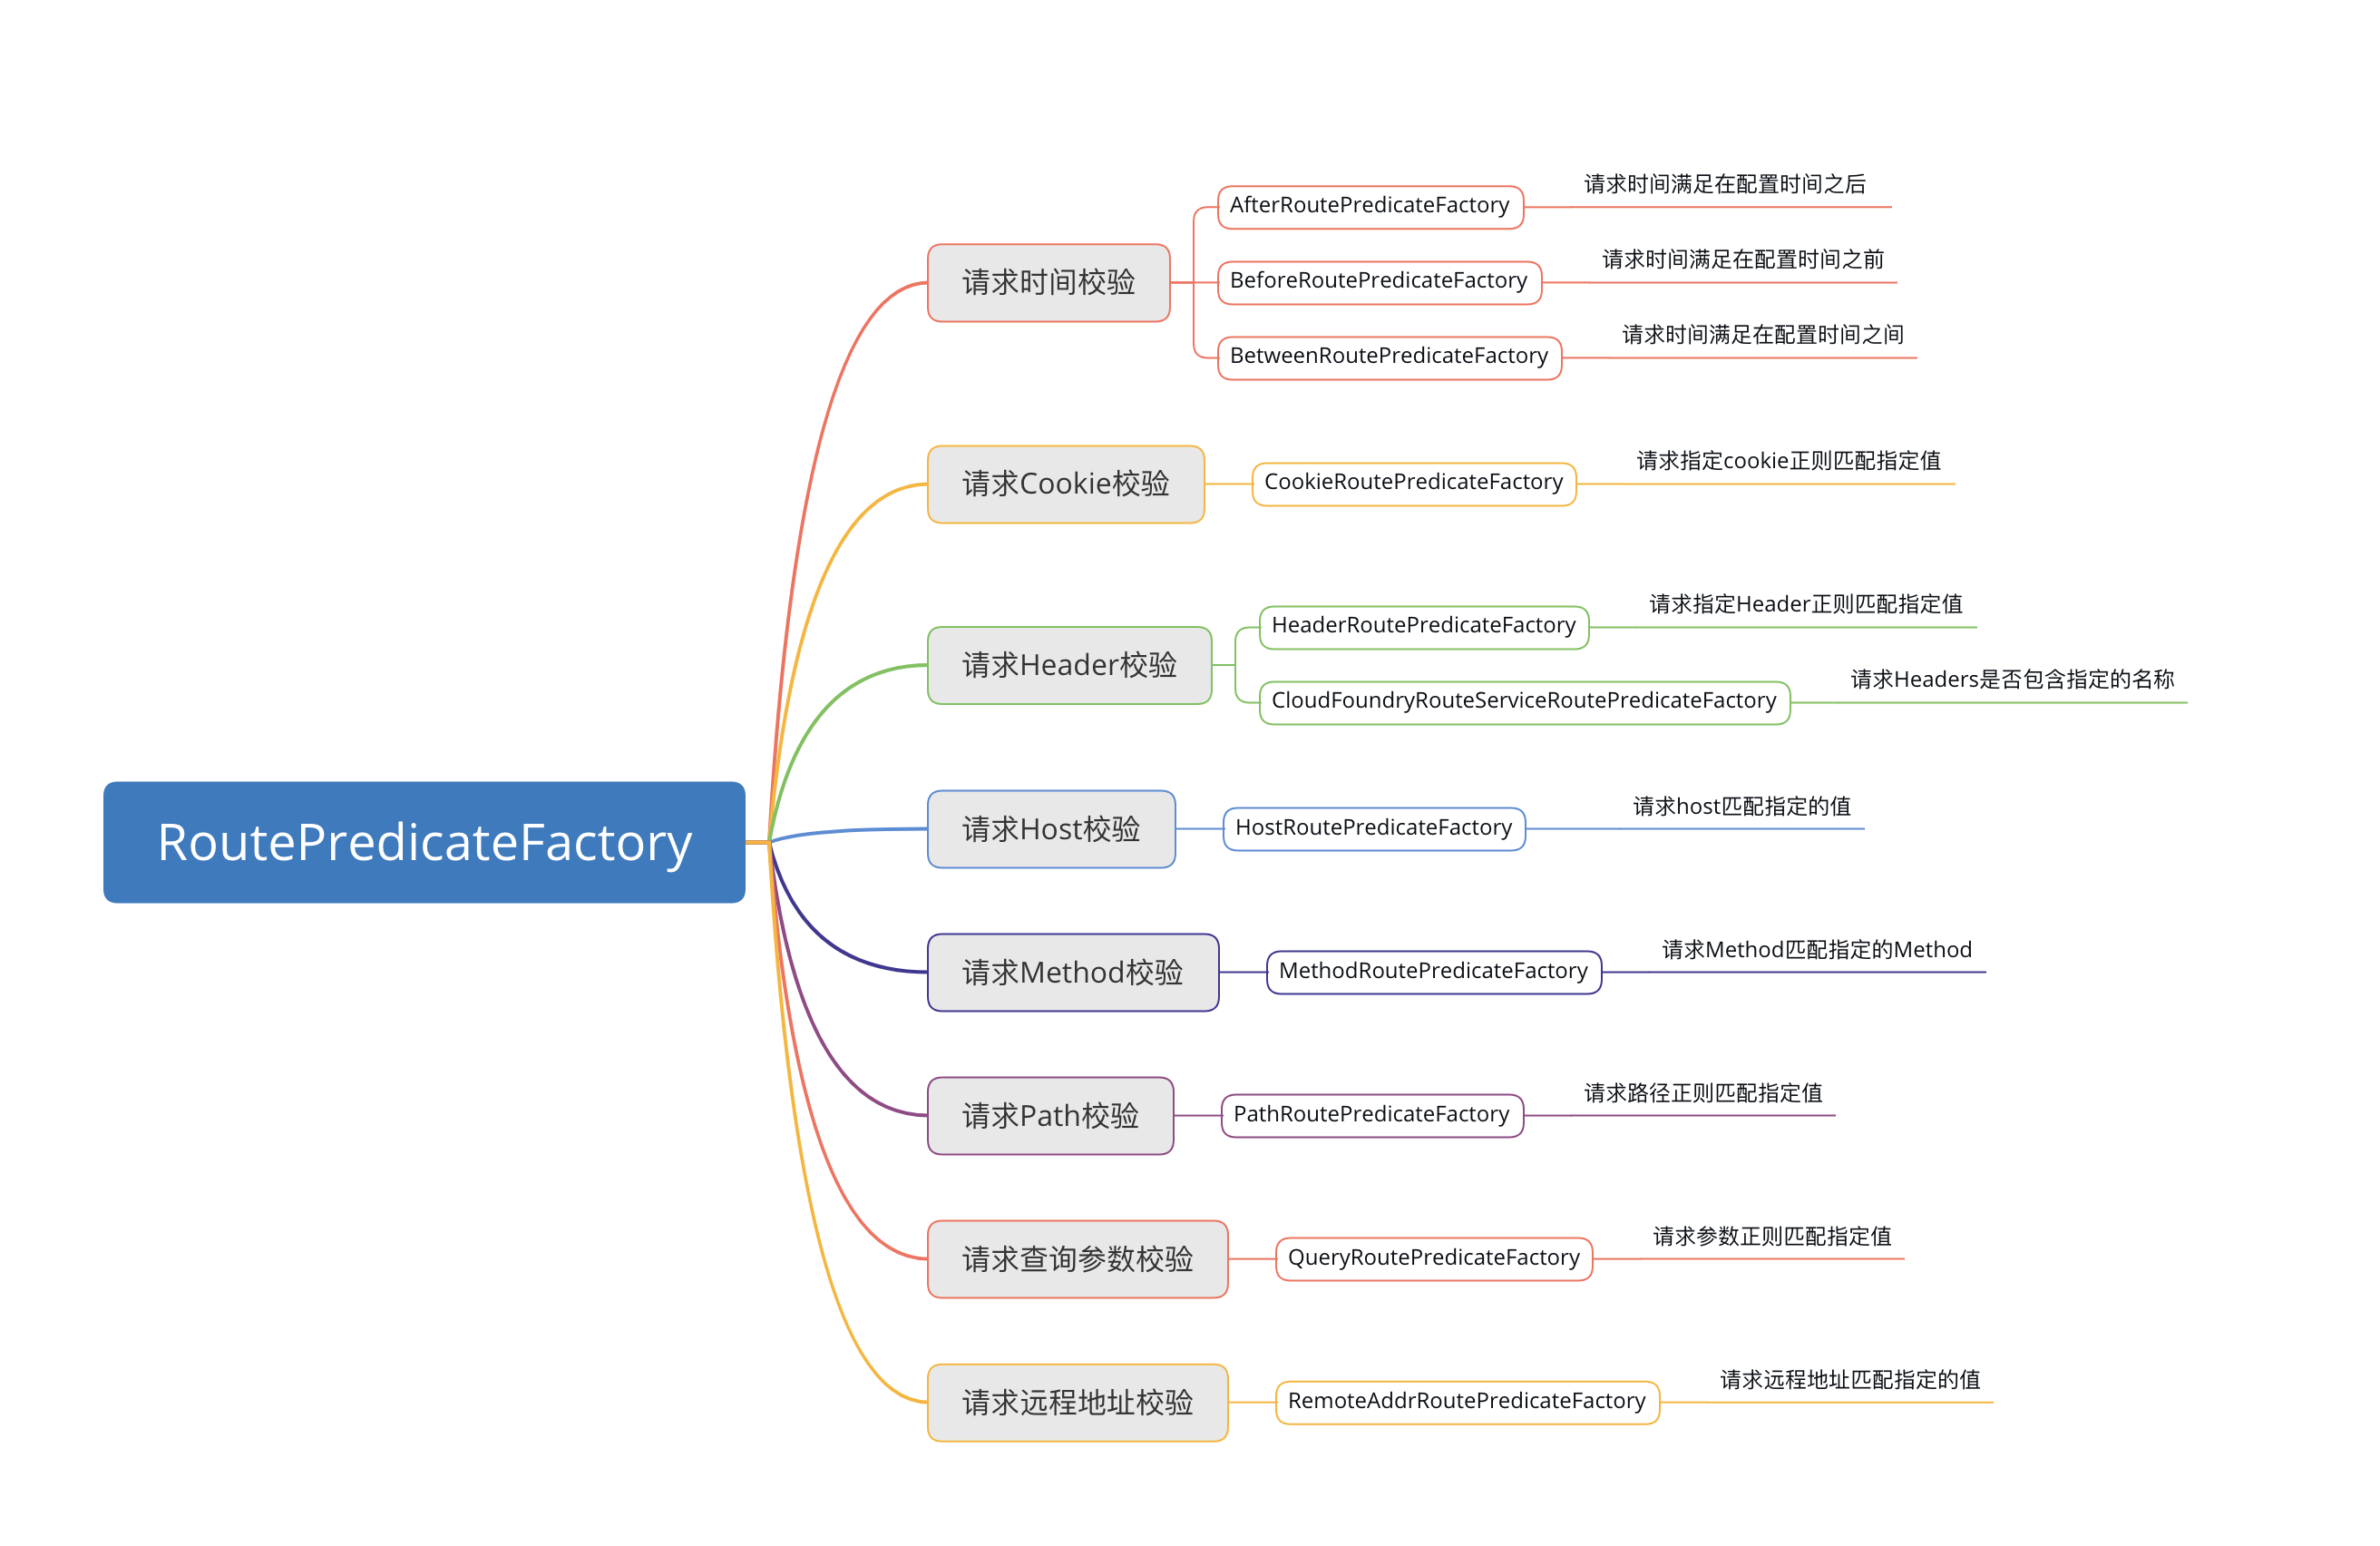 RoutePredicateFactory
请求时间校验
AfterRoutePredicateFactory
请求时间满足在配置时间之后
BeforeRoutePredicateFactory
请求时间满足在配置时间之前
BetweenRoutePredicateFactory
请求时间满足在配置时间之间
请求Cookie校验
CookieRoutePredicateFactory
请求指定cookie正则匹配指定值
请求Header校验
HeaderRoutePredicateFactory
请求指定Header正则匹配指定值
CloudFoundryRouteServiceRoutePredicateFactory
请求Headers是否包含指定的名称
请求Host校验
HostRoutePredicateFactory
请求host匹配指定的值
请求Method校验
MethodRoutePredicateFactory
请求Method匹配指定的Method
请求Path校验
PathRoutePredicateFactory
请求路径正则匹配指定值
请求查询参数校验
QueryRoutePredicateFactory
请求参数正则匹配指定值
请求远程地址校验
RemoteAddrRoutePredicateFactory
请求远程地址匹配指定的值